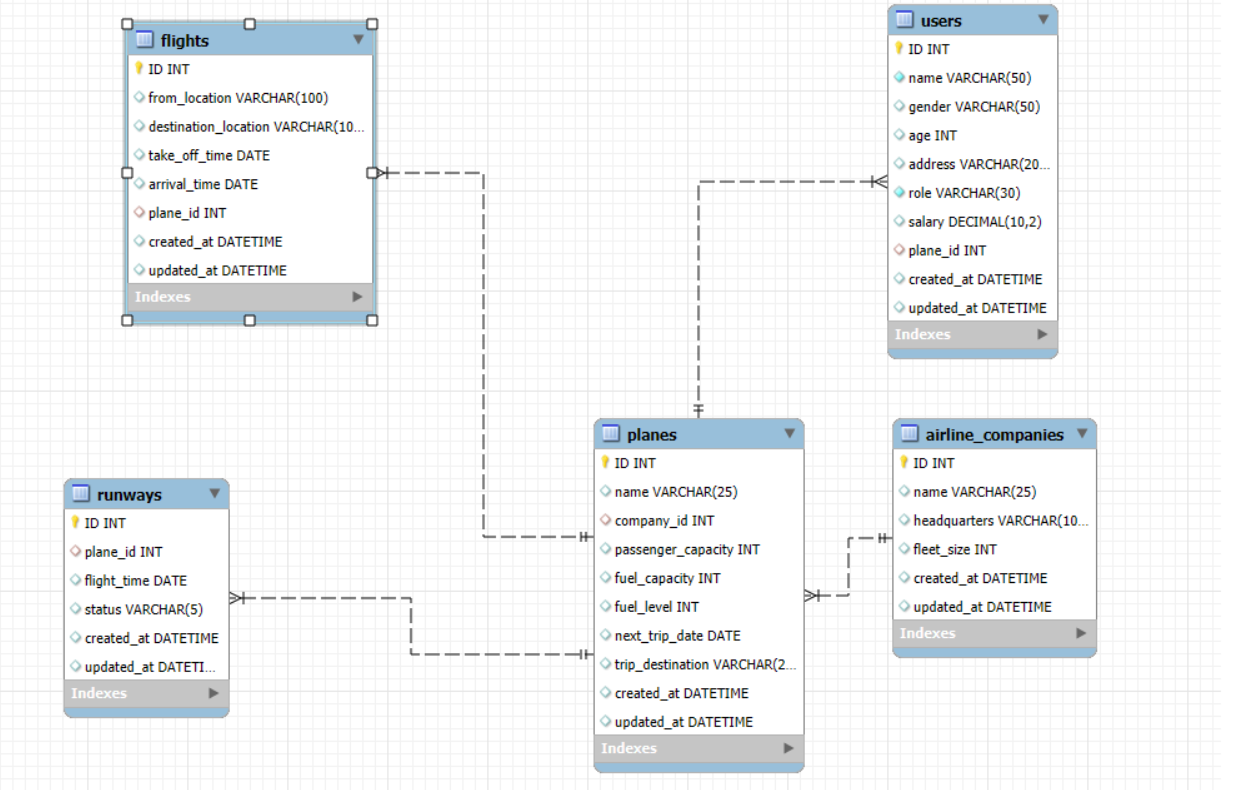 flights
ID INT
from_location VARCHAR(100)
destination_location VARCHAR(10...
take_off_time DATE
arrival_time DATE
plane_id INT
created_at DATETIME
updated_at DATETIME
Indexes
users
ID INT
name VARCHAR(50)
gender VARCHAR(50)
age INT
address VARCHAR(20...
role VARCHAR(30)
salary DECIMAL(10,2)
plane_id INT
created_at DATETIME
updated_at DATETIME
Indexes
runways
ID INT
plane_id INT
flight_time DATE
status VARCHAR(5)
created_at DATETIME
updated_at DATETI...
Indexes
planes
ID INT
name VARCHAR(25)
company_id INT
passenger_capacity INT
fuel_capacity INT
fuel_level INT
next_trip_date DATE
trip_destination VARCHAR(2...
created_at DATETIME
updated_at DATETIME
Indexes
airline_companies
ID INT
name VARCHAR(25)
headquarters VARCHAR(10...
fleet_size INT
created_at DATETIME
updated_at DATETIME
Indexes